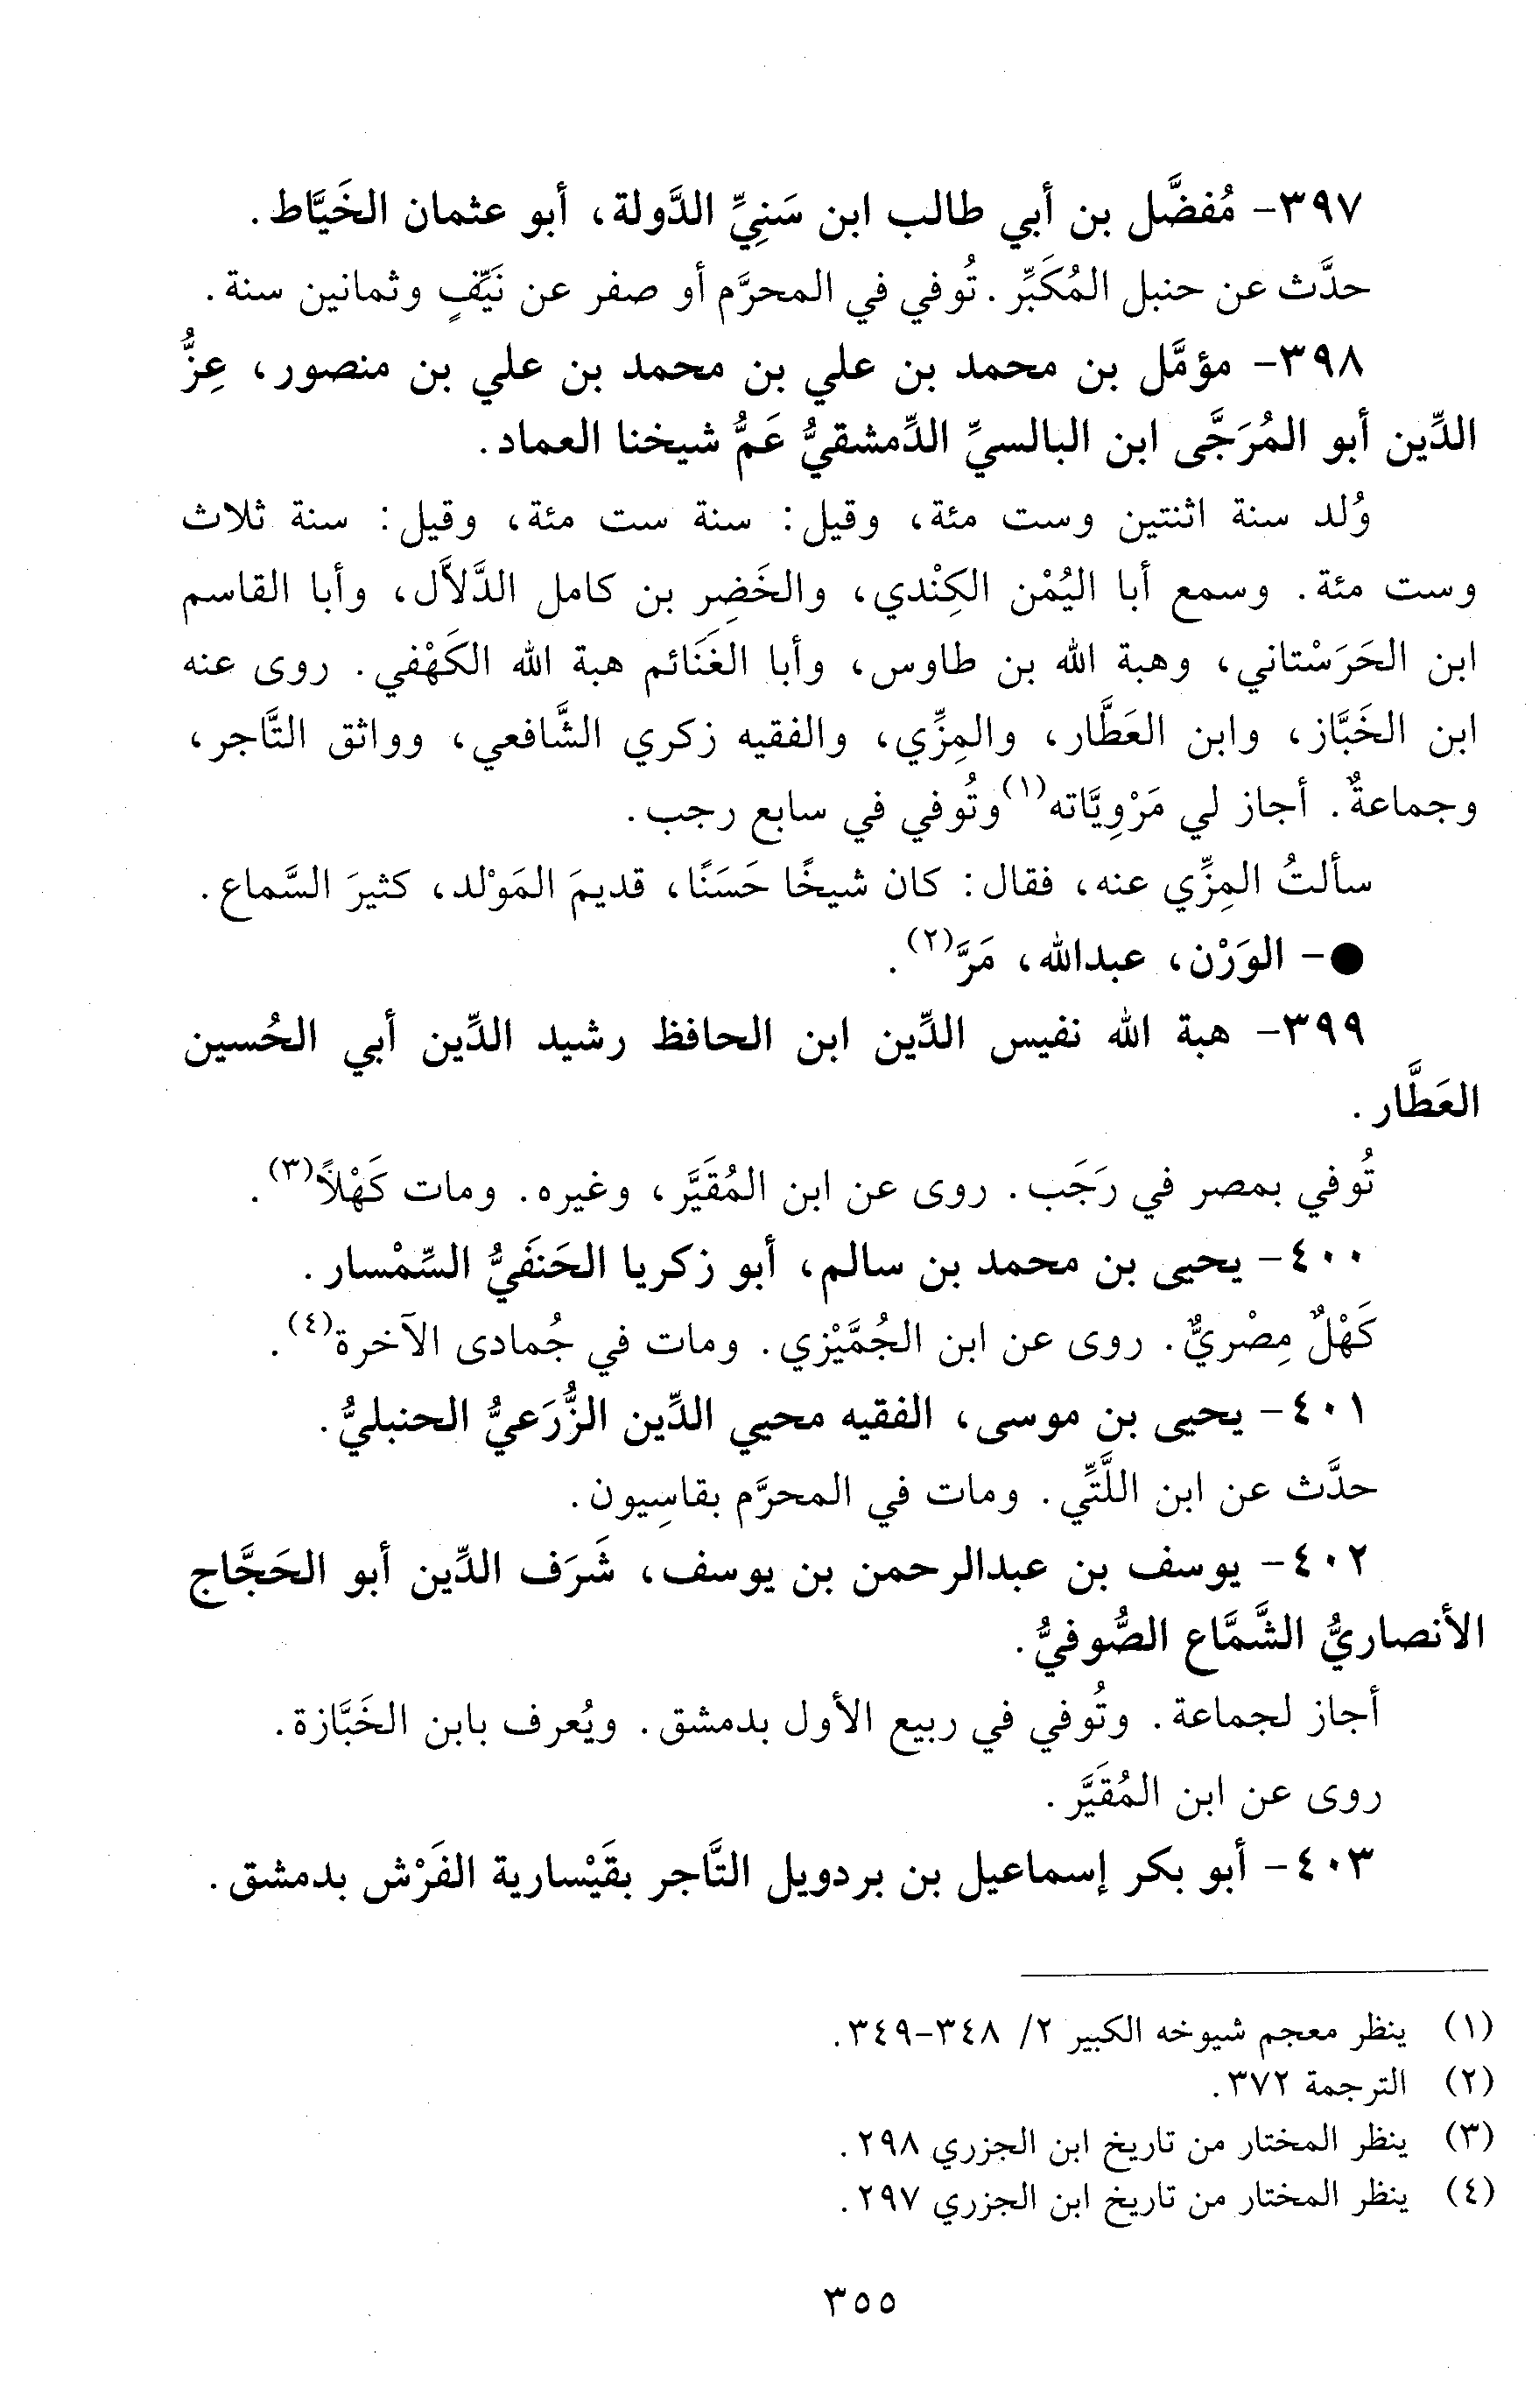 ٣٩٧- مُفضَّل بن أبي طالب ابن سَنِيِّ الدَّولة، أبو عثمان الخَيَّاط.
حدَّث عن حنبل المُكَبِّر. تُوفي في المحرَّم أو صفر عن نَيِّفٍ وثمانين سنة.
٣٩٨- مؤمَّل بن محمد بن علي بن محمد بن علي بن منصور، عِزُّ
الدِّين أبو المُرَجَّى ابن البالسيِّ الدِّمشقيُّ عَمُّ شيخنا العماد.
وُلد سنة اثنتين وست مئة، وقيل: سنة ست مئة، وقيل: سنة ثلاث
وست مئة. وسمع أبا اليُمْن الكِنْدي، والخَضِر بن كامل الدَّلاَّل، وأبا القاسم
ابن الحَرَسْتاني، وهبة الله بن طاوس، وأبا الغَنَائم هبة الله الكَهْفي. روى عنه
ابن الخَبَّاز، وابن العَطَّار، والمِزِّي، والفقيه زكري الشَّافعي، وواثق التَّاجر،
وجماعةٌ. أجاز لي مَرْوِيَّاته(١) وتُوفي في سابع رجب.
سألتُ المِزِّي عنه، فقال: كان شيخًا حَسَنًا، قديمَ المَوْلد، كثيرَ السَّماع.
●- الوَرْن، عبدالله، مَرَّ(٢).
٣٩٩- هبة الله نفيس الدِّين ابن الحافظ رشيد الدِّين أبي الحُسين
العَطَّار.
تُوفي بمصر في رَجَب. روى عن ابن المُقَيَّر، وغيره. ومات كَهْلاً(٣).
٤٠٠- يحيى بن محمد بن سالم، أبو زكريا الحَنَفيُّ السِّمْسار.
كَهْلٌ مِصْريٌّ. روى عن ابن الجُمَّيْزي. ومات في جُمادى الآخرة(٤).
٤٠١- يحيى بن موسى، الفقيه محيي الدِّين الزُّرَعيُّ الحنبليُّ.
حدَّث عن ابن اللَّتِّي. ومات في المحرَّم بقاسِيون.
٤٠٢- يوسف بن عبدالرحمن بن يوسف، شَرَف الدِّين أبو الحَجَّاج
الأنصاريُّ الشَّمَّاع الصُّوفيُّ.
أجاز لجماعة. وتُوفي في ربيع الأول بدمشق. ويُعرف بابن الخَبَّازة.
روى عن ابن المُقَيَّر.
٤٠٣- أبو بكر إسماعيل بن بردويل التَّاجر بقَيْسارية الفَرْش بدمشق.
(١) ينظر معجم شيوخه الكبير ٢/ ٣٤٨-٣٤٩.
(٢) الترجمة ٣٧٢.
(٣) ينظر المختار من تاريخ ابن الجزري ٢٩٨.
(٤) ينظر المختار من تاريخ ابن الجزري ٢٩٧.
٣٥٥